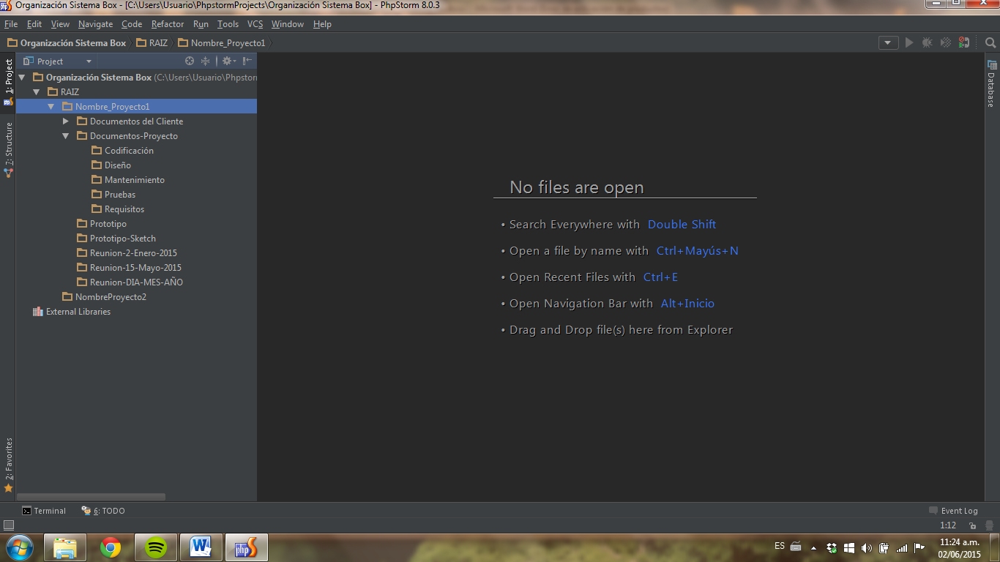 Organización Sistema Box - [C:\Users\Usuario\PhpstormProjects\Organización Sistema Box] - PhpStorm 8.0.3
File Edit View Navigate Code Refactor Run Tools VCS Window Help
Organización Sistema Box RAIZ Nombre_Proyecto1
1: Project
7: Structure
2: Favorites
Project
Organización Sistema Box (C:\Users\Usuario\Phpstorm
RAIZ
Nombre_Proyecto1
Documentos del Cliente
Documentos-Proyecto
Codificación
Diseño
Mantenimiento
Pruebas
Requisitos
Prototipo
Prototipo-Sketch
Reunion-2-Enero-2015
Reunion-15-Mayo-2015
Reunion-DIA-MES-AÑO
NombreProyecto2
External Libraries
No files are open
• Search Everywhere with Double Shift
• Open a file by name with Ctrl+Mayús+N
• Open Recent Files with Ctrl+E
• Open Navigation Bar with Alt+Inicio
• Drag and Drop file(s) here from Explorer
Database
Terminal 6: TODO Event Log
1:12
ES 11:24 a.m.
02/06/2015